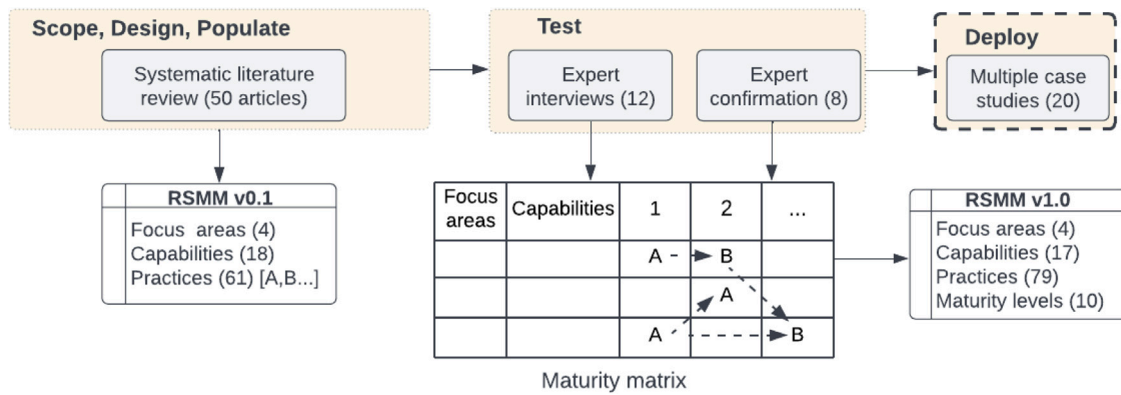 Scope, Design, Populate
Systematic literature
review (50 articles)
Test
Expert
interviews (12)
Expert
confirmation (8)
Deploy
Multiple case
studies (20)
RSMM v0.1
Focus areas (4)
Capabilities (18)
Practices (61) [A,B...]
Focus
areas
Capabilities
1
2
...
A
B
A
A
B
Maturity matrix
RSMM v1.0
Focus areas (4)
Capabilities (17)
Practices (79)
Maturity levels (10)